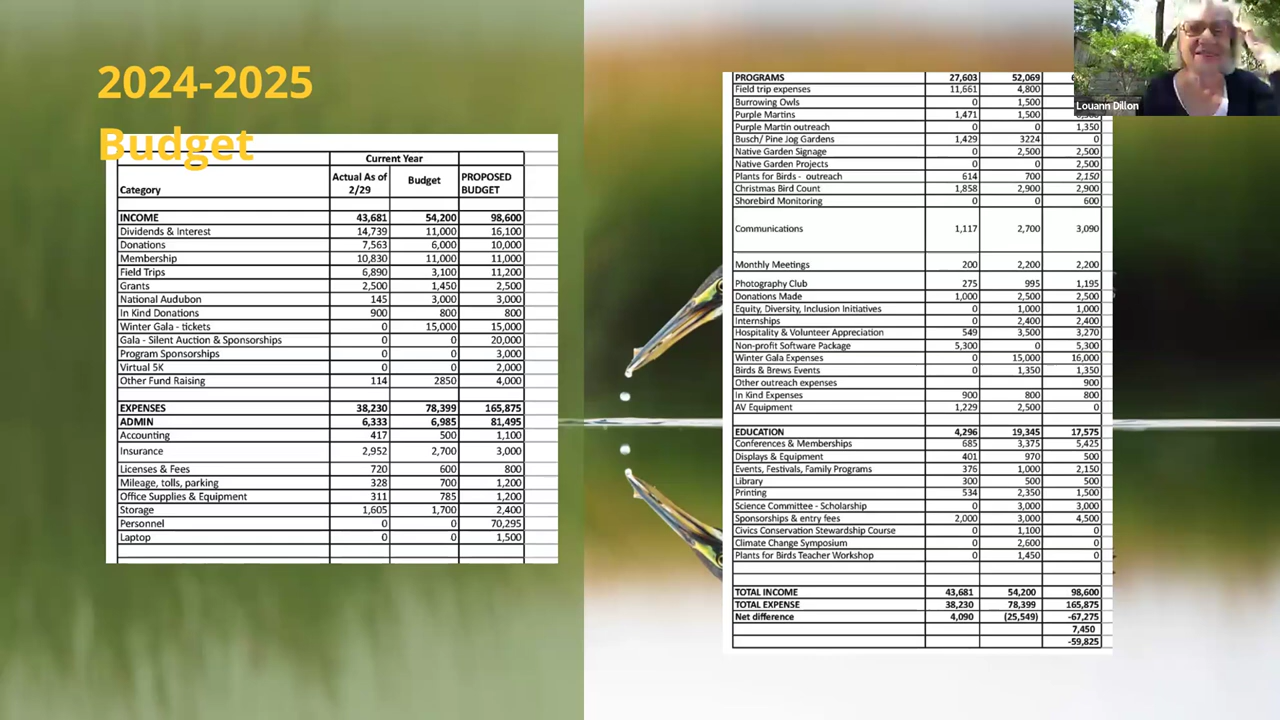 2024-2025
Budget
Current Year
Category Actual As of 2/29 Budget PROPOSED BUDGET
INCOME 43,681 54,200 98,600
Dividends & Interest 14,739 11,000 16,100
Donations 7,563 6,000 10,000
Membership 10,830 11,000 11,000
Field Trips 6,890 3,100 11,200
Grants 2,500 1,450 2,500
National Audubon 145 3,000 3,000
In Kind Donations 900 800 800
Winter Gala - tickets 0 15,000 15,000
Gala - Silent Auction & Sponsorships 0 0 20,000
Program Sponsorships 0 0 3,000
Virtual 5K 0 0 2,000
Other Fund Raising 114 2850 4,000
EXPENSES 38,230 78,399 165,875
ADMIN 6,333 6,985 81,495
Accounting 417 500 1,100
Insurance 2,952 2,700 3,000
Licenses & Fees 720 600 800
Mileage, tolls, parking 328 700 1,200
Office Supplies & Equipment 311 785 1,200
Storage 1,605 1,700 2,400
Personnel 0 0 70,295
Laptop 0 0 1,500
PROGRAMS 27,603 52,069
Field trip expenses 11,661 4,800
Burrowing Owls 0 1,500
Purple Martins 1,471 1,500
Purple Martin outreach 0 0 1,350
Busch/ Pine Jog Gardens 1,429 3224 0
Native Garden Signage 0 2,500 2,500
Native Garden Projects 0 0 2,500
Plants for Birds - outreach 614 700 2,150
Christmas Bird Count 1,858 2,900 2,900
Shorebird Monitoring 0 0 600
Communications 1,117 2,700 3,090
Monthly Meetings 200 2,200 2,200
Photography Club 275 995 1,195
Donations Made 1,000 2,500 2,500
Equity, Diversity, Inclusion Initiatives 0 1,000 1,000
Internships 0 2,400 2,400
Hospitality & Volunteer Appreciation 549 3,500 3,270
Non-profit Software Package 5,300 0 5,300
Winter Gala Expenses 0 15,000 16,000
Birds & Brews Events 0 1,350 1,350
Other outreach expenses 900
In Kind Expenses 900 800 800
AV Equipment 1,229 2,500 0
EDUCATION 4,296 19,345 17,575
Conferences & Memberships 685 3,375 5,425
Displays & Equipment 401 970 500
Events, Festivals, Family Programs 376 1,000 2,150
Library 300 500 500
Printing 534 2,350 1,500
Science Committee - Scholarship 0 3,000 3,000
Sponsorships & entry fees 2,000 3,000 4,500
Civics Conservation Stewardship Course 0 1,100 0
Climate Change Symposium 0 2,600 0
Plants for Birds Teacher Workshop 0 1,450 0
TOTAL INCOME 43,681 54,200 98,600
TOTAL EXPENSE 38,230 78,399 165,875
Net difference 4,090 (25,549) -67,275
7,450
-59,825
Louann Dillon